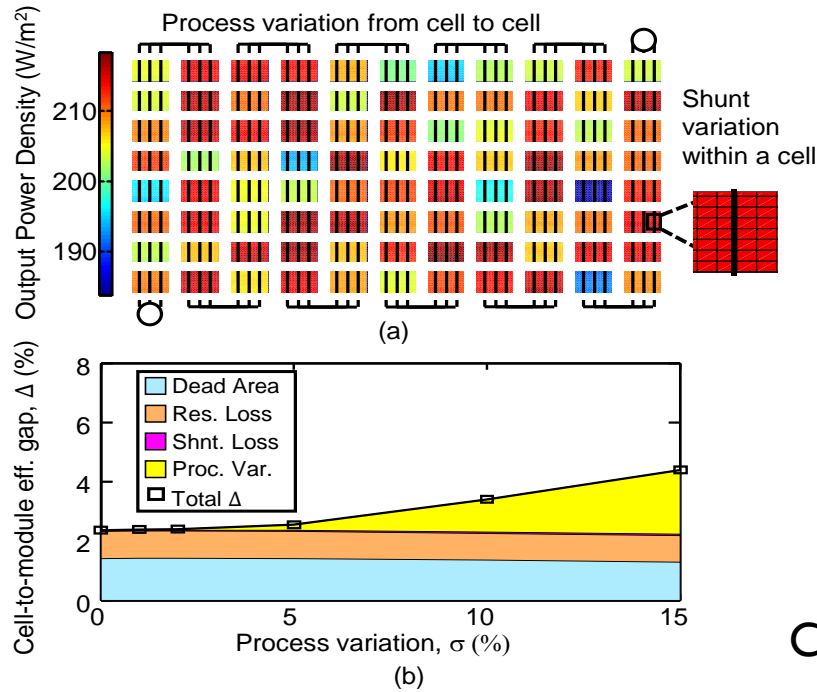 Process variation from cell to cell
Output Power Density (W/m²)
210
200
190
Shunt
variation
within a cell
(a)
Cell-to-module eff. gap, Δ (%)
8
6
4
2
0
Dead Area
Res. Loss
Shnt. Loss
Proc. Var.
Total Δ
0
5
10
15
Process variation, σ (%)
(b)